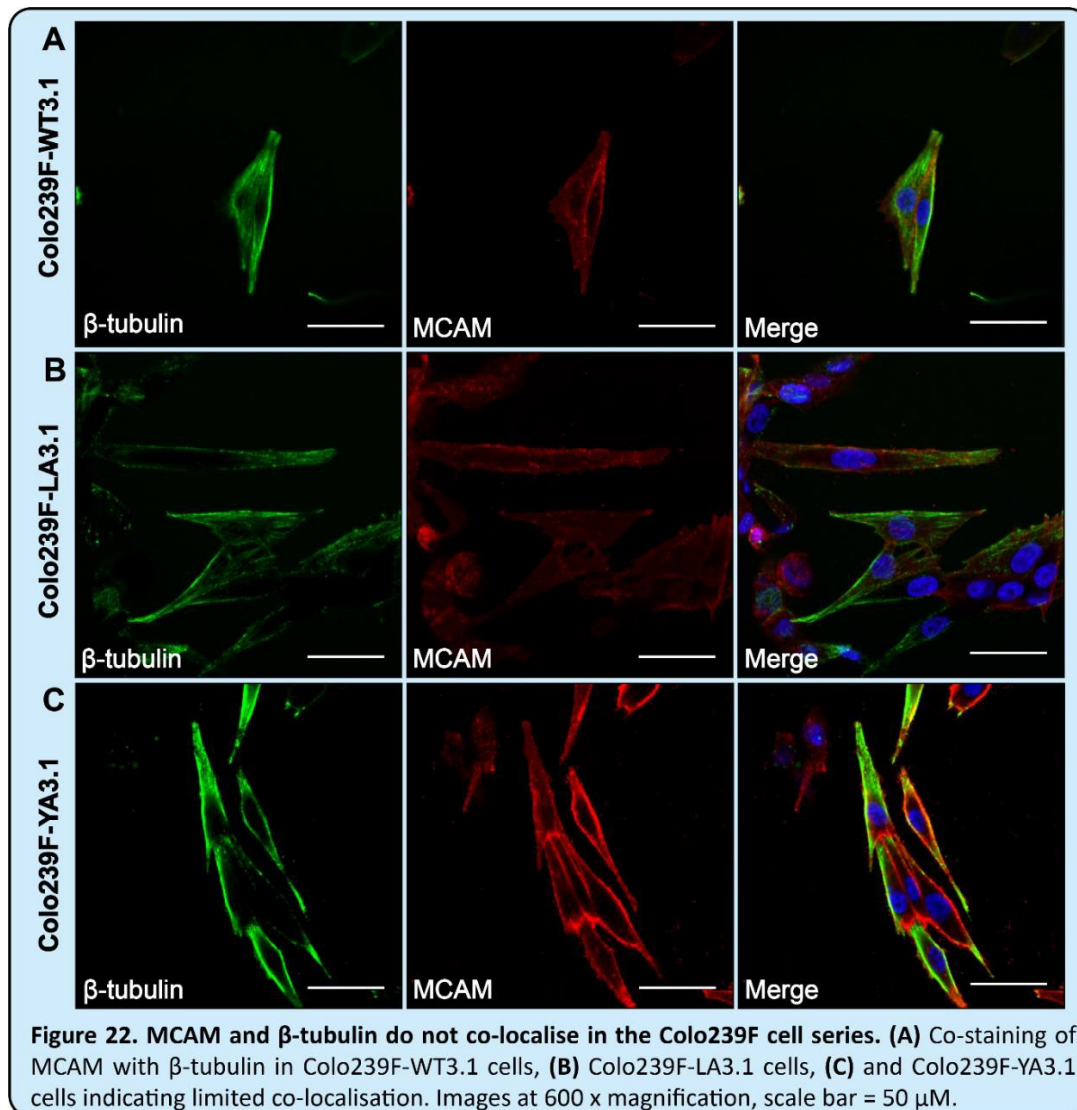 A
Colo239F-WT3.1
β-tubulin
MCAM
Merge
B
Colo239F-LA3.1
β-tubulin
MCAM
Merge
C
Colo239F-YA3.1
β-tubulin
MCAM
Merge
Figure 22. MCAM and β-tubulin do not co-localise in the Colo239F cell series. (A) Co-staining of
MCAM with β-tubulin in Colo239F-WT3.1 cells, (B) Colo239F-LA3.1 cells, (C) and Colo239F-YA3.1
cells indicating limited co-localisation. Images at 600 x magnification, scale bar = 50 μM.